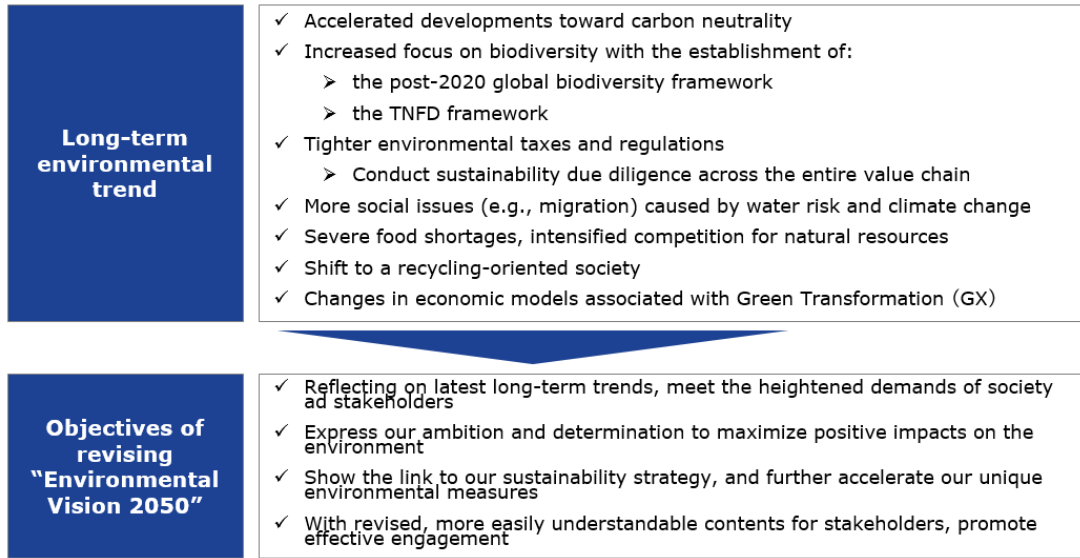 Long-term
environmental
trend
✓ Accelerated developments toward carbon neutrality
✓ Increased focus on biodiversity with the establishment of:
➢ the post-2020 global biodiversity framework
➢ the TNFD framework
✓ Tighter environmental taxes and regulations
➢ Conduct sustainability due diligence across the entire value chain
✓ More social issues (e.g., migration) caused by water risk and climate change
✓ Severe food shortages, intensified competition for natural resources
✓ Shift to a recycling-oriented society
✓ Changes in economic models associated with Green Transformation（GX）
Objectives of
revising
“Environmental
Vision 2050”
✓ Reflecting on latest long-term trends, meet the heightened demands of society
ad stakeholders
✓ Express our ambition and determination to maximize positive impacts on the
environment
✓ Show the link to our sustainability strategy, and further accelerate our unique
environmental measures
✓ With revised, more easily understandable contents for stakeholders, promote
effective engagement